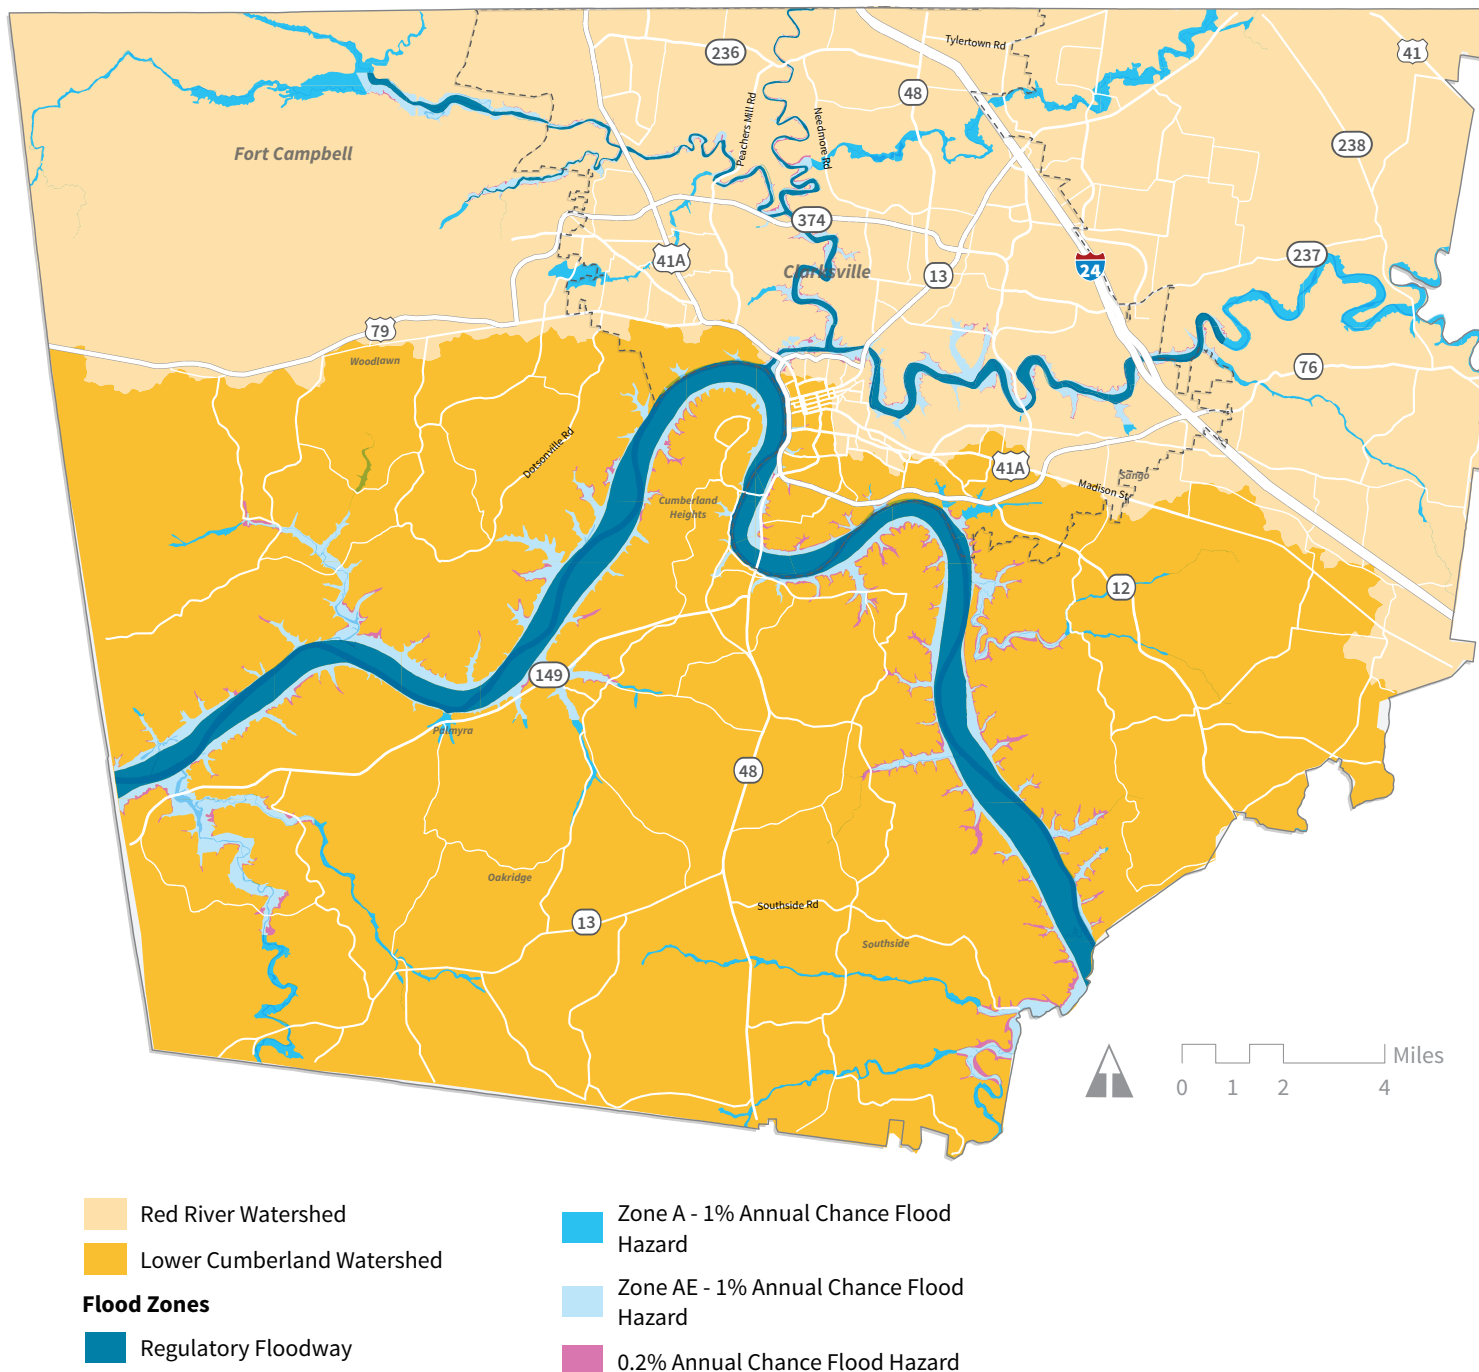 236
Tylertown Rd
41
48
Peachers Mill Rd
Needmore Rd
238
Fort Campbell
374
41A
Clarksville
13
24
237
79
Woodlawn
76
Dotsonville Rd
41A
Sango
Madison St
Cumberland
Heights
12
149
Palmyra
48
Oakridge
13
Southside Rd
Southside
Miles
0 1 2 4
Red River Watershed
Lower Cumberland Watershed
Flood Zones
Regulatory Floodway
Zone A - 1% Annual Chance Flood
Hazard
Zone AE - 1% Annual Chance Flood
Hazard
0.2% Annual Chance Flood Hazard